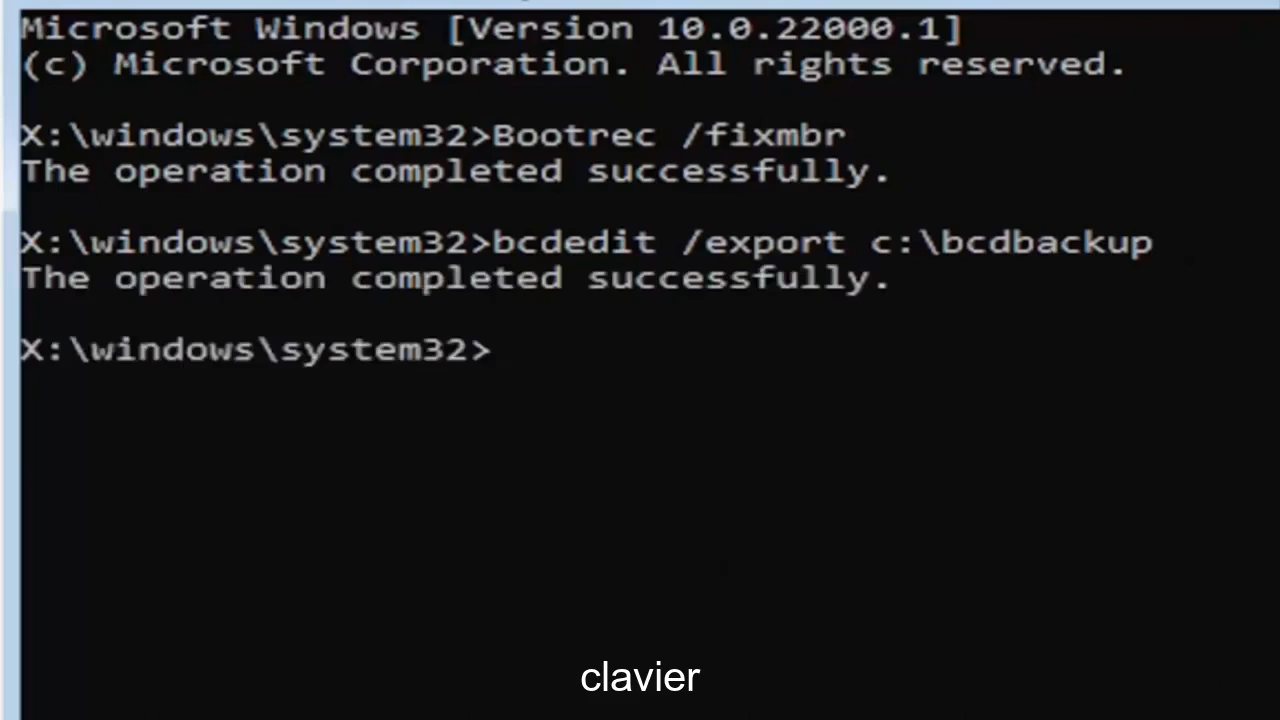 Microsoft Windows [Version 10.0.22000.1]
(c) Microsoft Corporation. All rights reserved.
X:\windows\system32>Bootrec /fixmbr
The operation completed successfully.
X:\windows\system32>bcdedit /export c:\bcdbackup
The operation completed successfully.
X:\windows\system32>
clavier